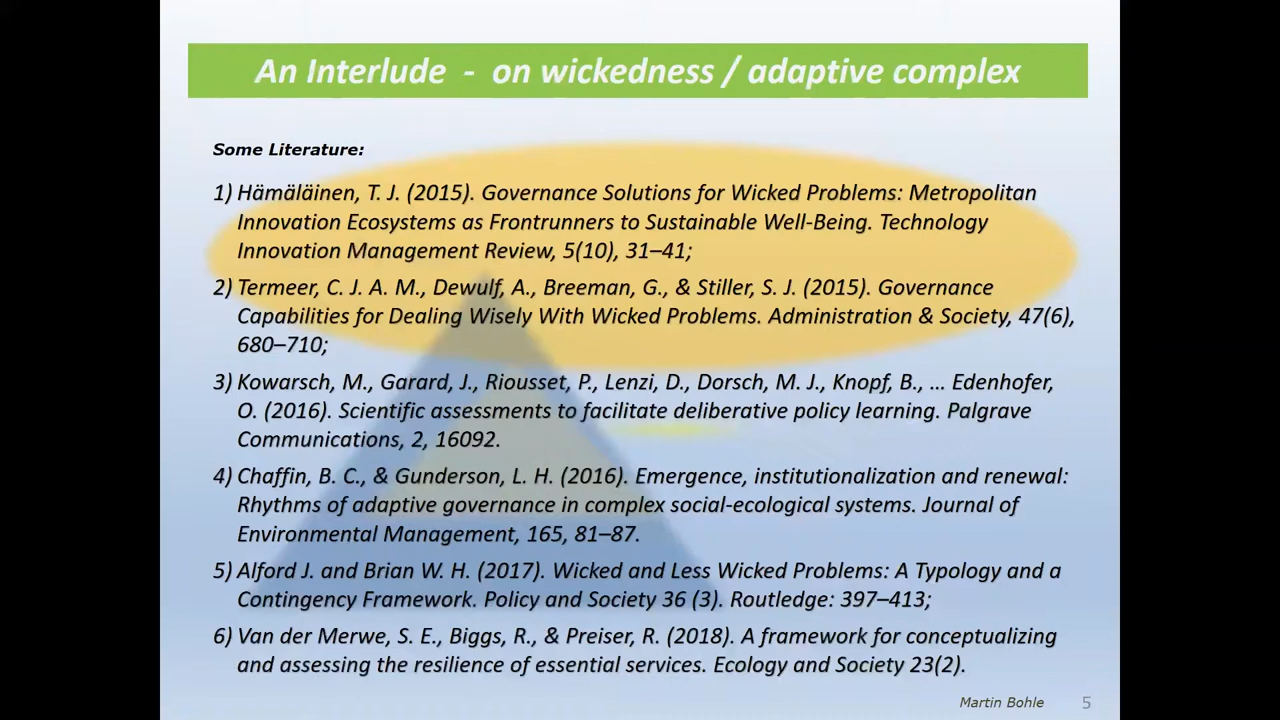 An Interlude - on wickedness / adaptive complex
Some Literature:
1) Hämäläinen, T. J. (2015). Governance Solutions for Wicked Problems: Metropolitan
Innovation Ecosystems as Frontrunners to Sustainable Well-Being. Technology
Innovation Management Review, 5(10), 31–41;
2) Termeer, C. J. A. M., Dewulf, A., Breeman, G., & Stiller, S. J. (2015). Governance
Capabilities for Dealing Wisely With Wicked Problems. Administration & Society, 47(6),
680–710;
3) Kowarsch, M., Garard, J., Riousset, P., Lenzi, D., Dorsch, M. J., Knopf, B., … Edenhofer,
O. (2016). Scientific assessments to facilitate deliberative policy learning. Palgrave
Communications, 2, 16092.
4) Chaffin, B. C., & Gunderson, L. H. (2016). Emergence, institutionalization and renewal:
Rhythms of adaptive governance in complex social-ecological systems. Journal of
Environmental Management, 165, 81–87.
5) Alford J. and Brian W. H. (2017). Wicked and Less Wicked Problems: A Typology and a
Contingency Framework. Policy and Society 36 (3). Routledge: 397–413;
6) Van der Merwe, S. E., Biggs, R., & Preiser, R. (2018). A framework for conceptualizing
and assessing the resilience of essential services. Ecology and Society 23(2).
Martin Bohle 5